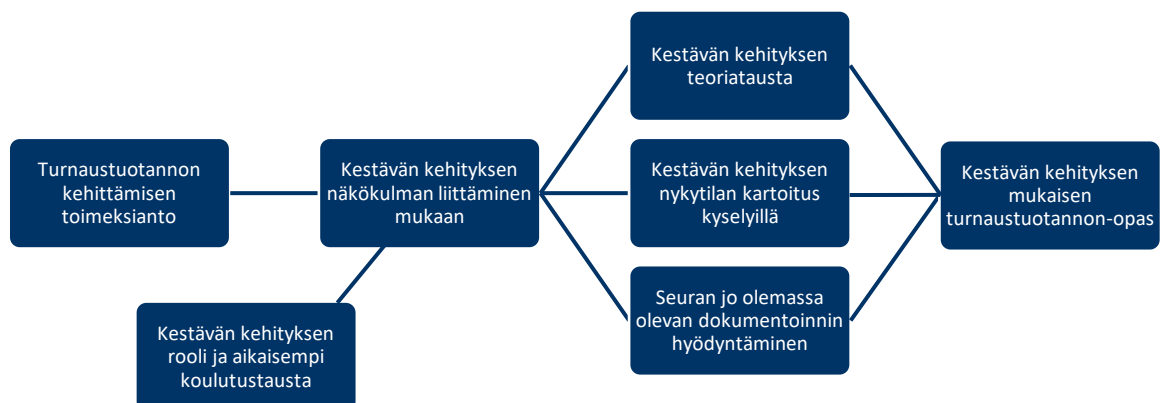 Turnaustuotannon
kehittämisen
toimeksianto
Kestävän kehityksen
rooli ja aikaisempi
koulutustausta
Kestävän kehityksen
näkökulman liittäminen
mukaan
Kestävän kehityksen
teoriatausta
Kestävän kehityksen
nykytilan kartoitus
kyselyillä
Seuran jo olemassa
olevan dokumentoinnin
hyödyntäminen
Kestävän kehityksen
mukaisen
turnaustuotannon-opas